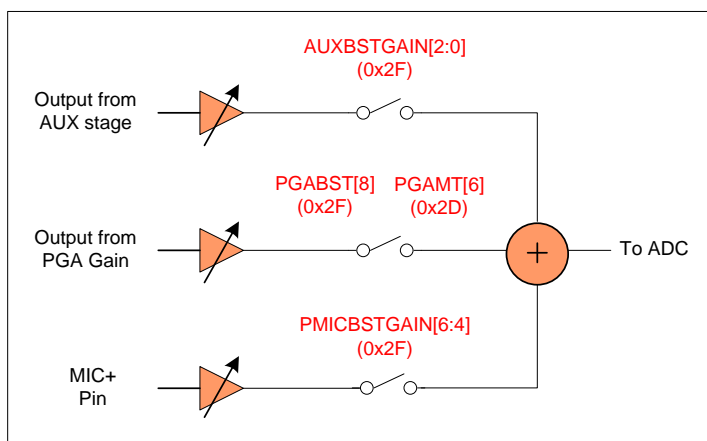 AUXBSTGAIN[2:0]
(0x2F)
Output from
AUX stage
PGABST[8] PGAMT[6]
(0x2F) (0x2D)
Output from
PGA Gain
+
To ADC
PMICBSTGAIN[6:4]
(0x2F)
MIC+
Pin